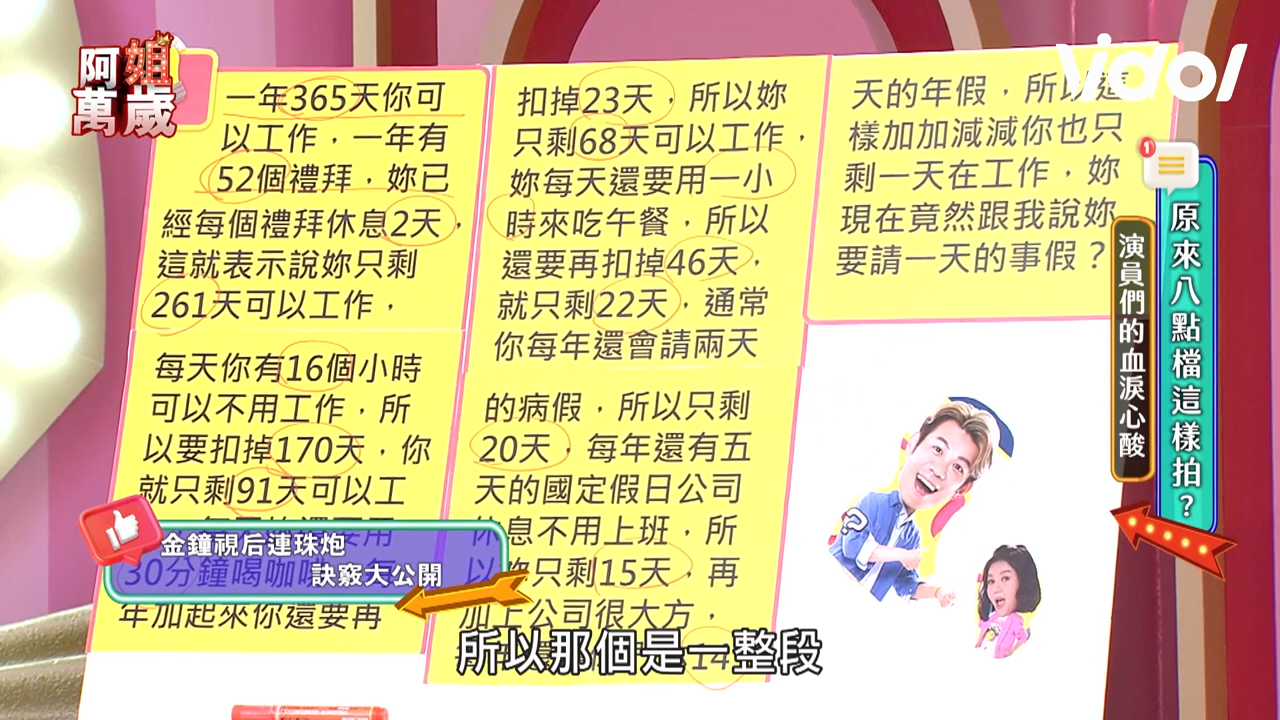 阿姐
萬歲
vidol
一年365天你可
以工作，一年有
52個禮拜，妳已
經每個禮拜休息2天，
這就表示說妳只剩
261天可以工作，
每天你有16個小時
可以不用工作，所
以要扣掉170天，你
就只剩91天可以工
30分鐘喝咖
年加起來你還要再
扣掉23天，所以妳
只剩68天可以工作，
妳每天還要用一小
時來吃午餐，所以
還要再扣掉46天，
就只剩22天，通常
你每年還會請兩天
的病假，所以只剩
20天，每年還有五
天的國定假日公司
休息不用上班，所
以妳只剩15天，再
加上公司很大方，
14
天的年假，所以這
樣加加減減你也只
剩一天在工作，妳
現在竟然跟我說妳
要請一天的事假？
1
原來八點檔這樣拍？
演員們的血淚心酸
?
金鐘視后連珠炮
訣竅大公開
所以那個是一整段